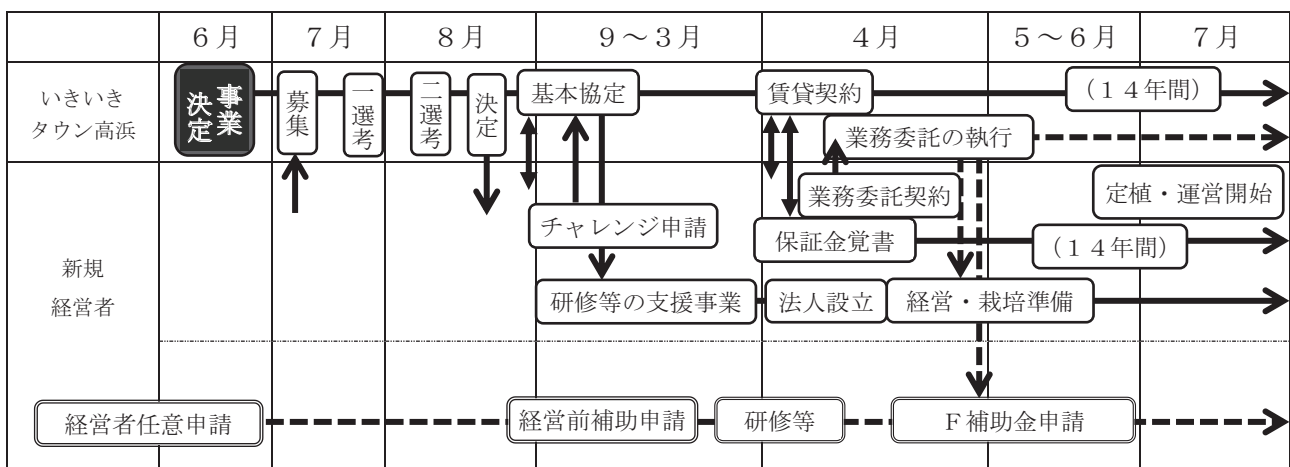 ６月
７月
８月
９～３月
４月
５～６月
７月
いきいき
タウン高浜
事業
決定
募集
一選考
二選考
決定
基本協定
賃貸契約
（１４年間）
業務委託の執行
新規
経営者
業務委託契約
定植・運営開始
チャレンジ申請
保証金覚書
（１４年間）
研修等の支援事業
法人設立
経営・栽培準備
経営者任意申請
経営前補助申請
研修等
Ｆ補助金申請